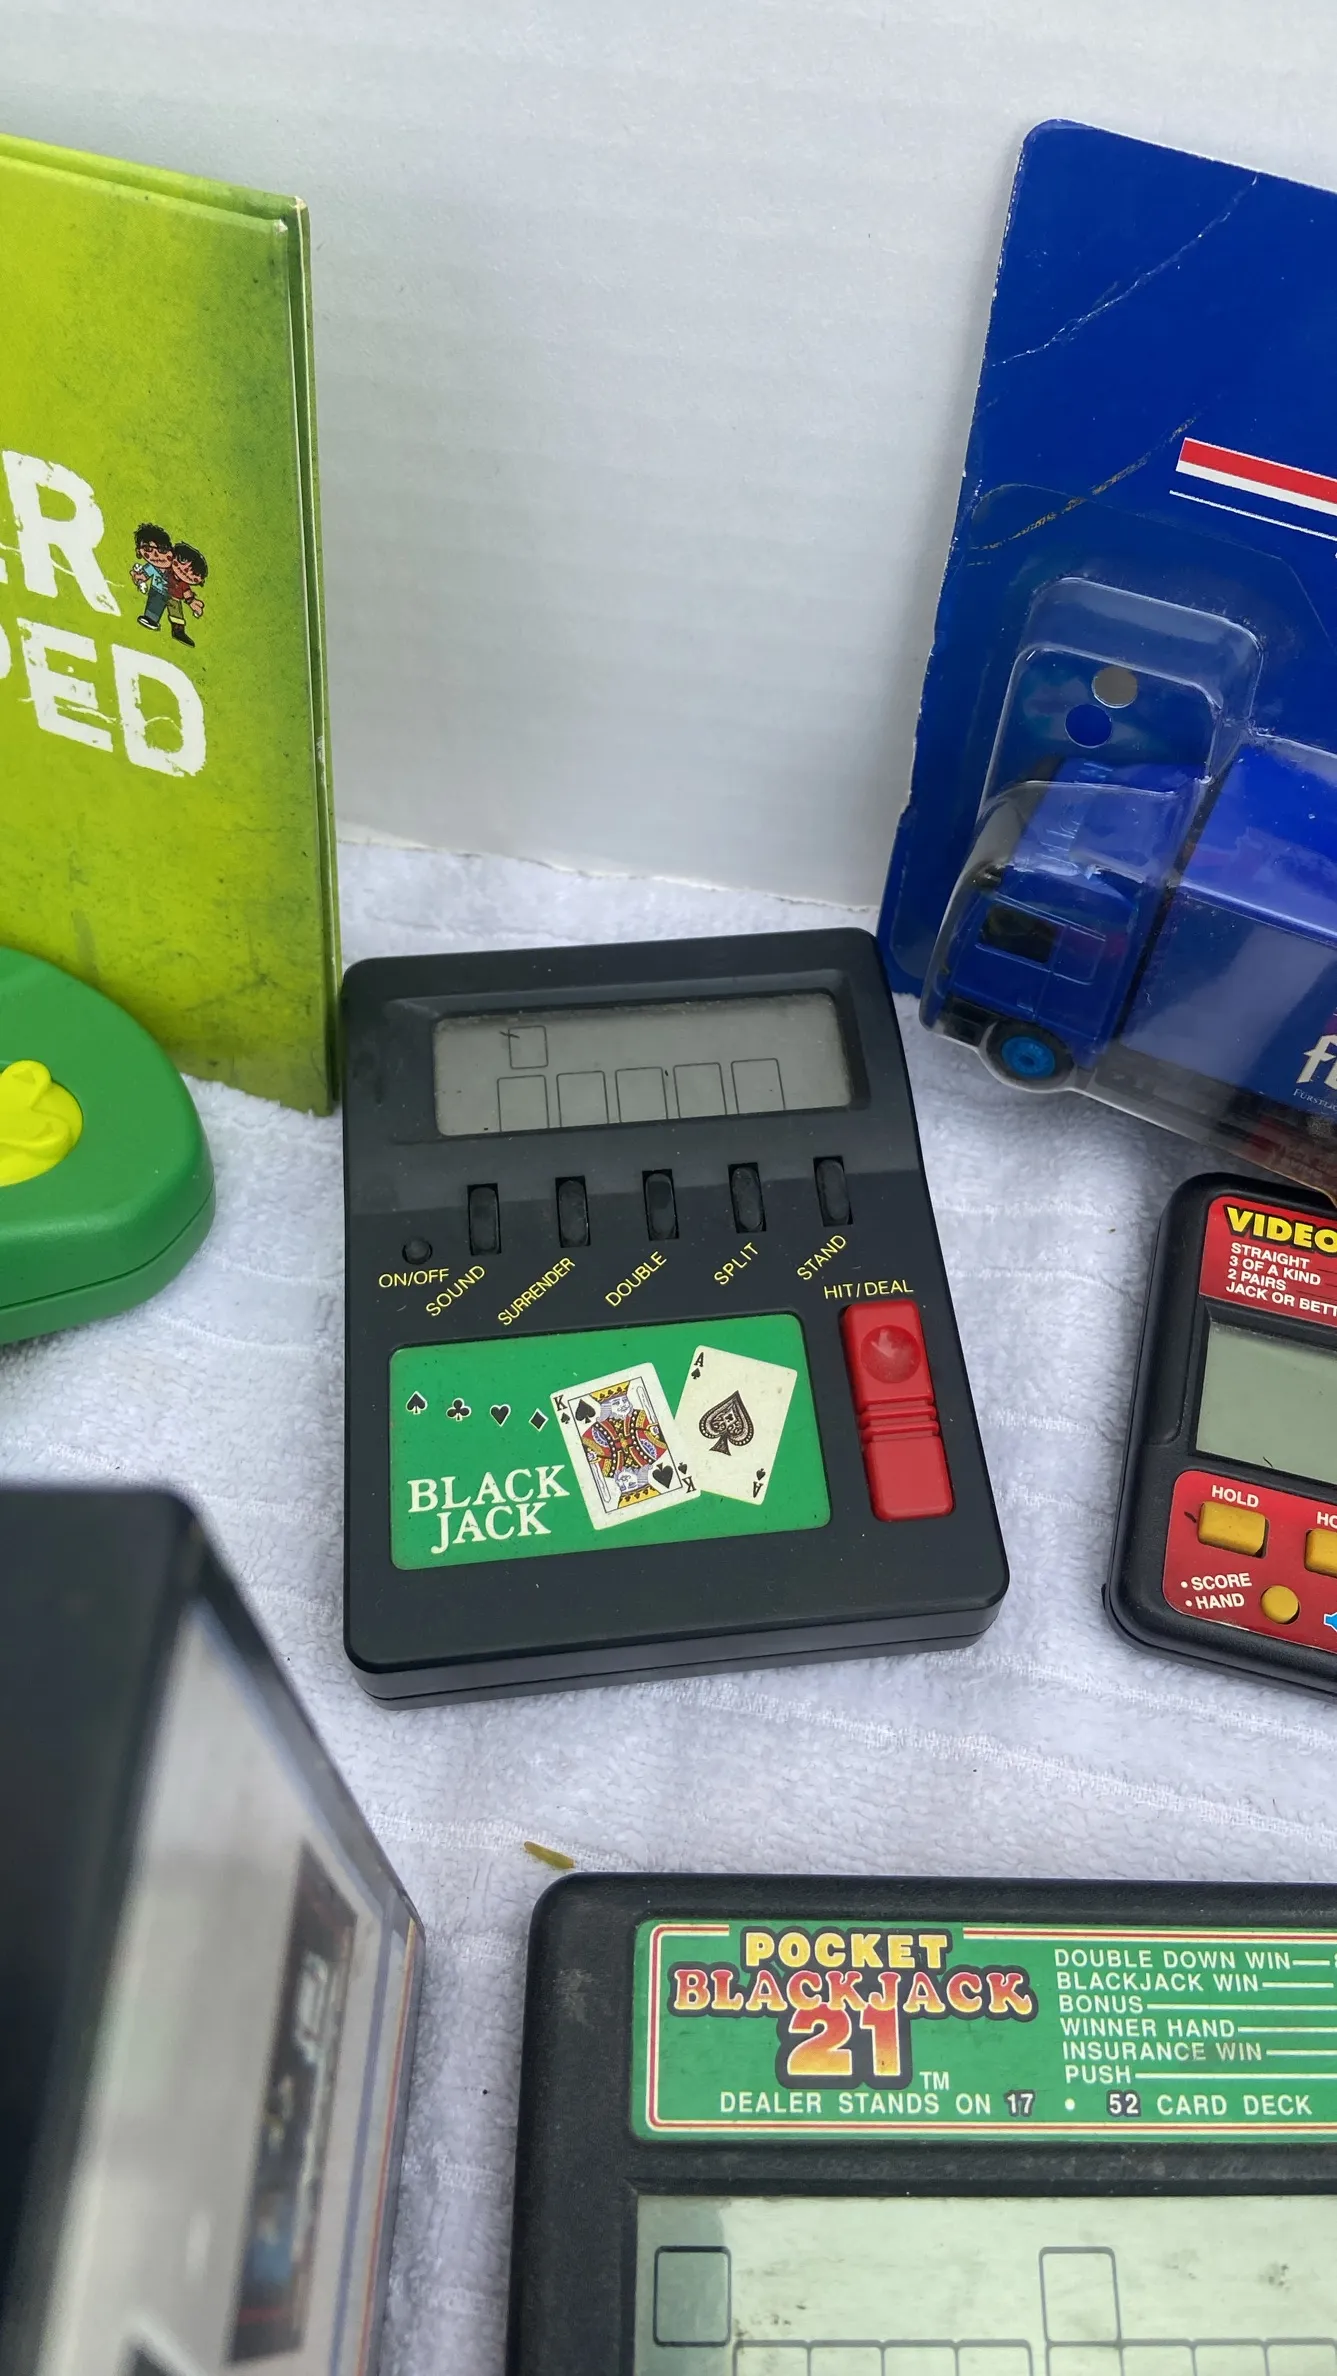 ON/OFF
SOUND
SURRENDER
DOUBLE
SPLIT
STAND
HIT/DEAL
K
A
BLACK
JACK
K
A
VIDEO
STRAIGHT
3 OF A KIND
2 PAIRS
HOLD
• SCORE
• HAND
POCKET
BLACKJACK
21 TM
DEALER STANDS ON 17 • 52 CARD DECK
DOUBLE DOWN WIN
BLACKJACK WIN
BONUS
WINNER HAND
INSURANCE WIN
PUSH